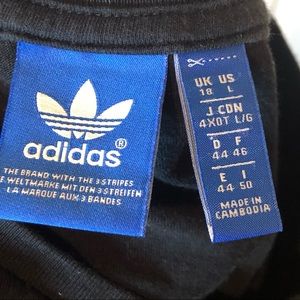 adidas®
THE BRAND WITH THE 3 STRIPES
E WELTMARKE MIT DEN 3 STREIFEN
LA MARQUE AUX 3 BANDES
UK US
18 L
J CDN
4XOT L/G
D F
44 46
E I
44 50
MADE IN
CAMBODIA